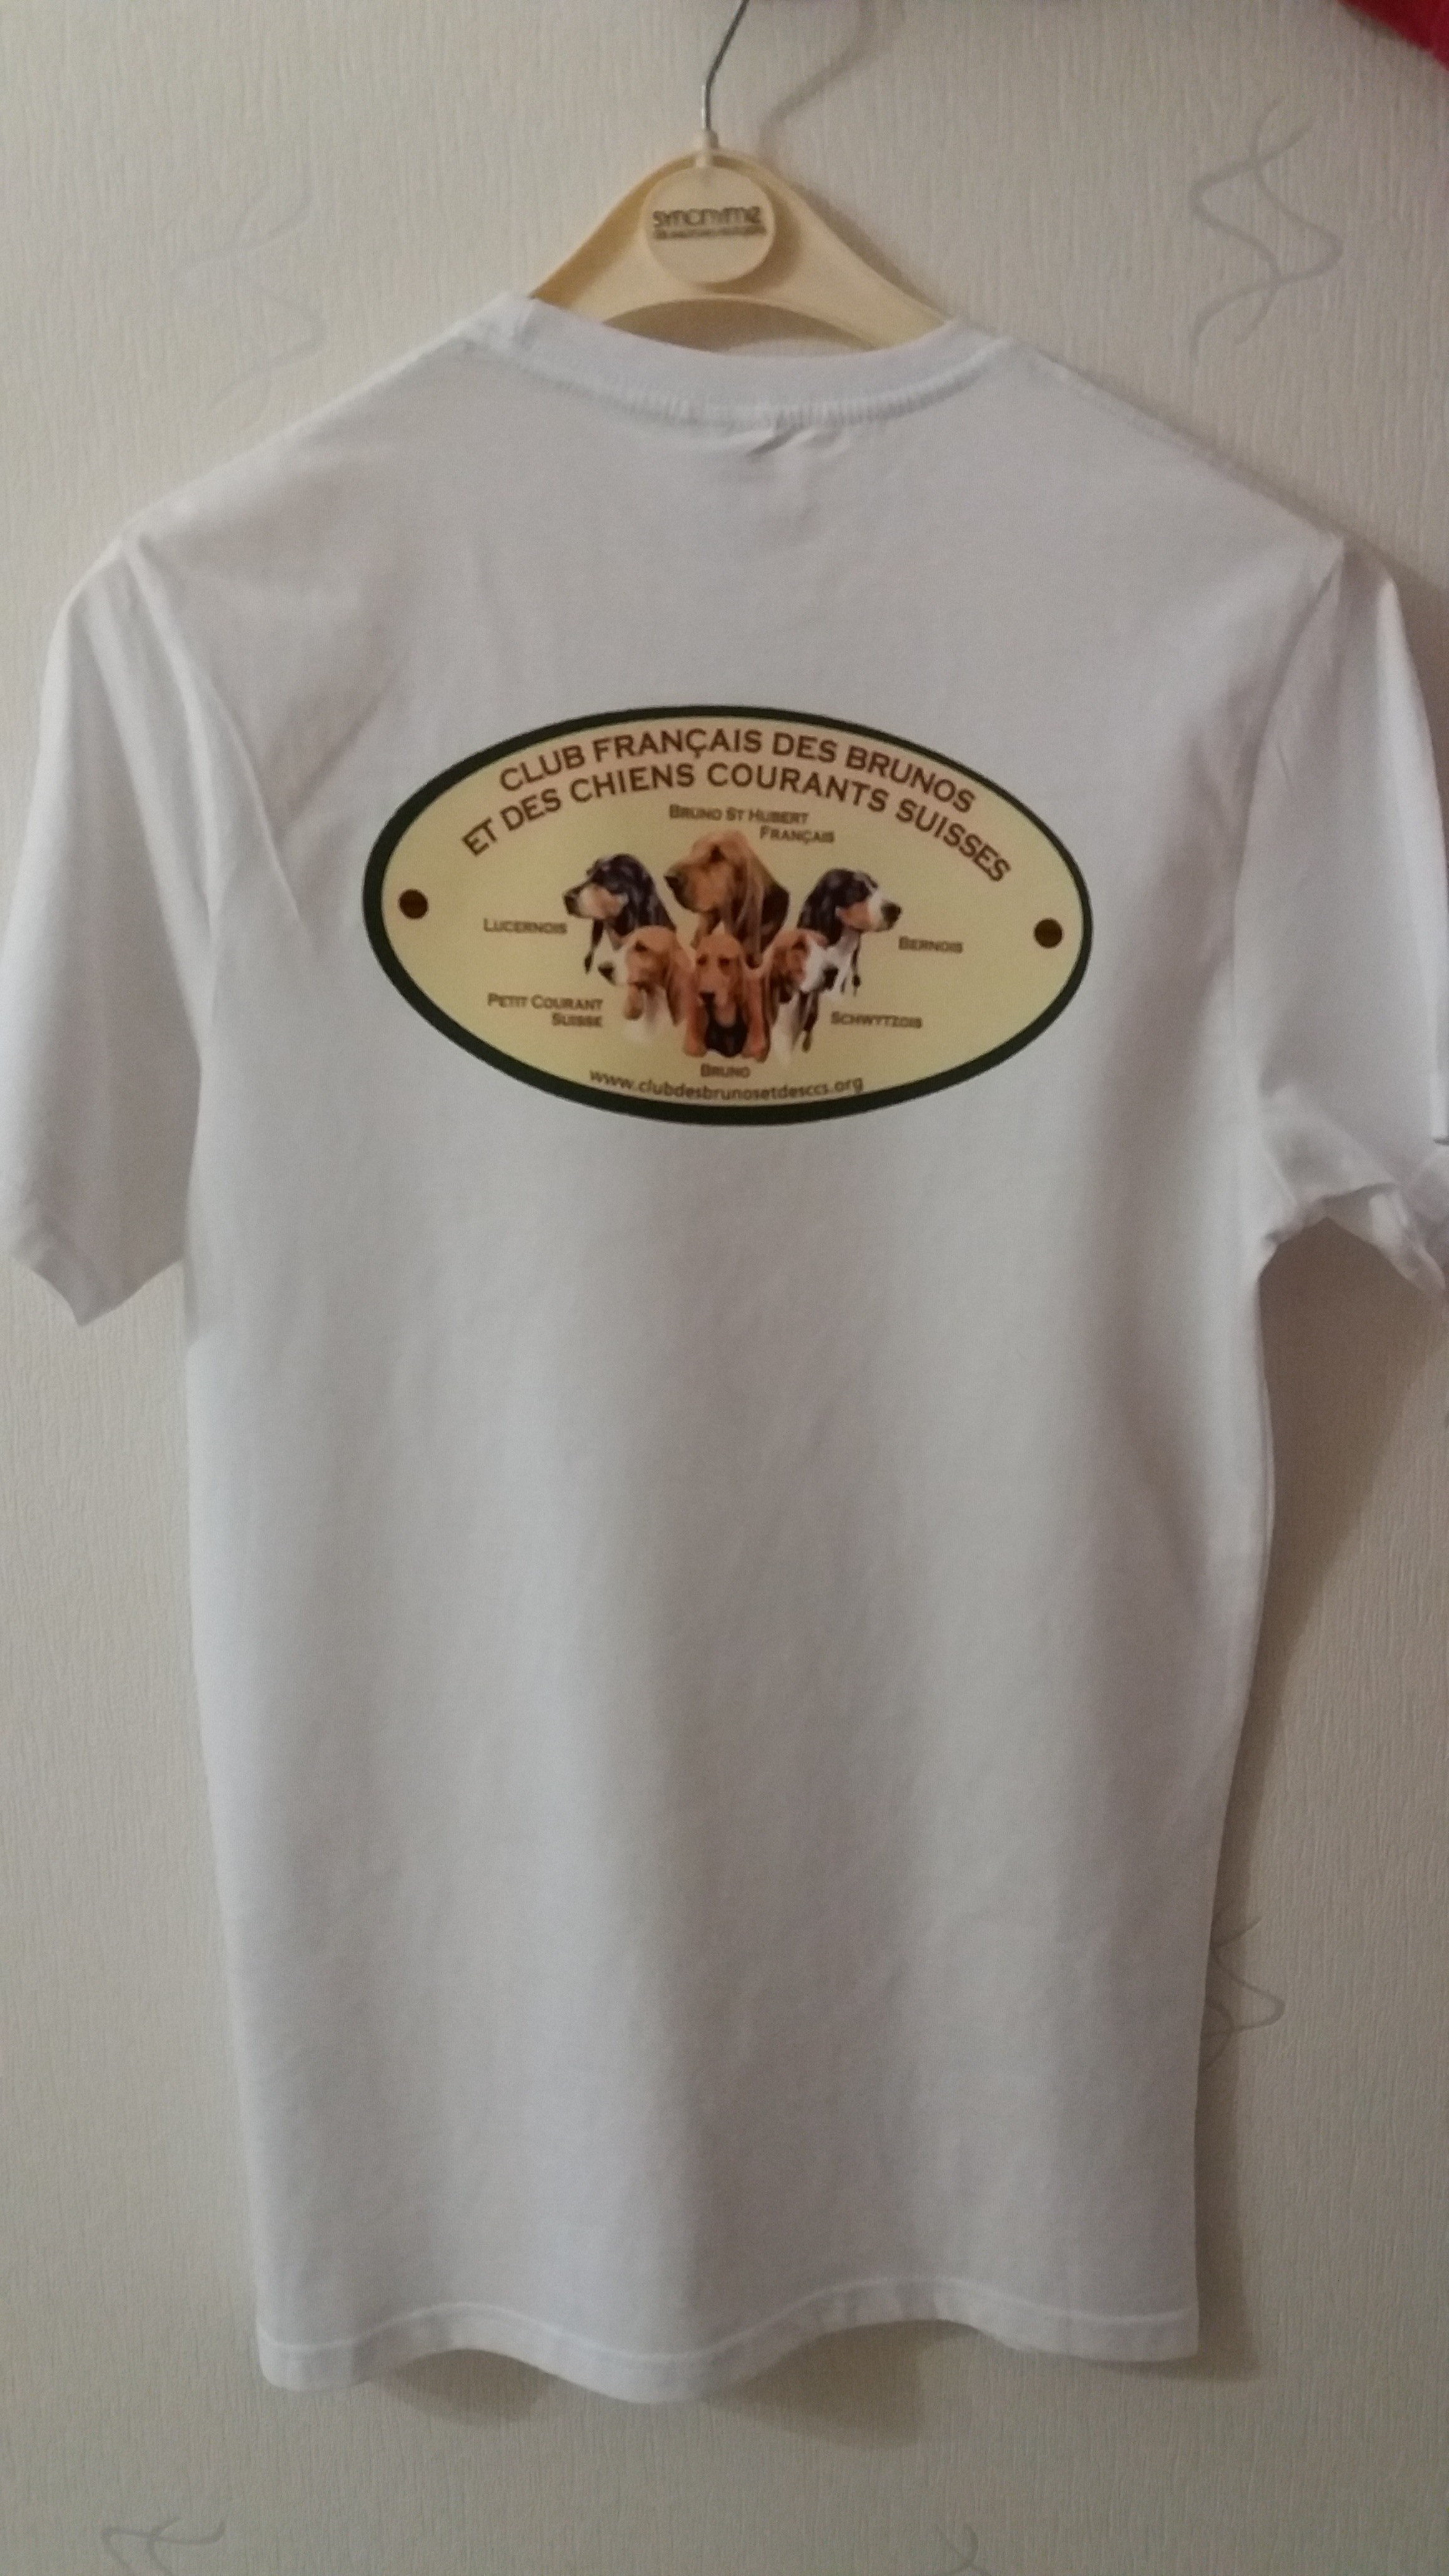 synonyme
CLUB FRANÇAIS DES BRUNOS
ET DES CHIENS COURANTS SUISSES
BRUNO ST HUBERT
FRANÇAIS
LUCERNOIS
BERNOIS
PETIT COURANT
SUISSE
SCHWYTZOIS
BRUNO
www.clubdesbrunosetdesccs.org